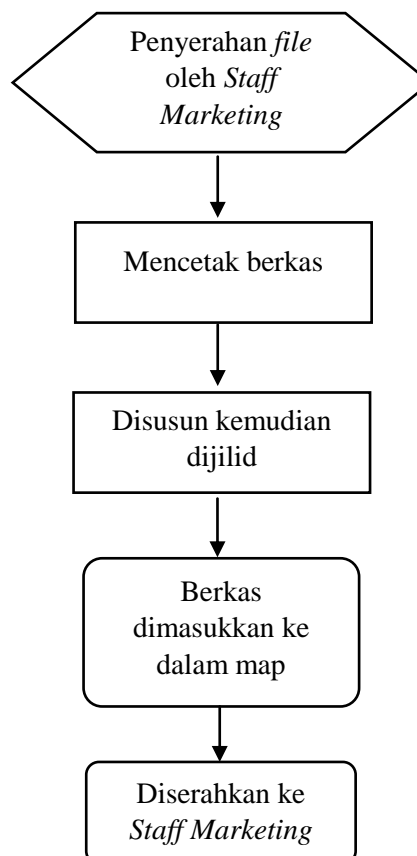 Penyerahan file
oleh Staff
Marketing
Mencetak berkas
Disusun kemudian
dijilid
Berkas
dimasukkan ke
dalam map
Diserahkan ke
Staff Marketing